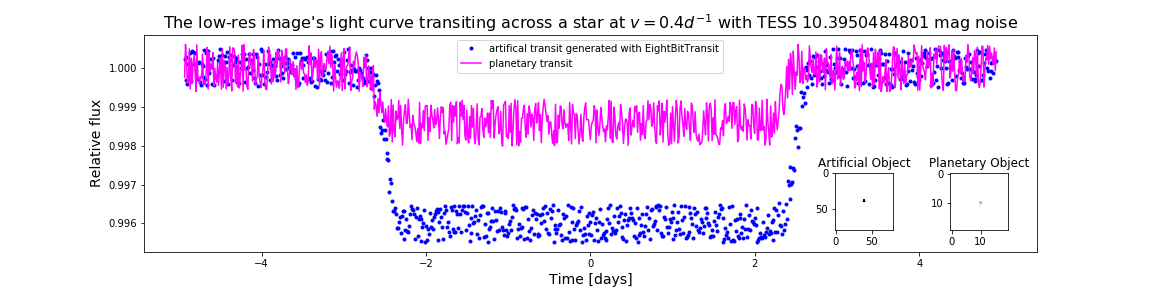 The low-res image's light curve transiting across a star at v = 0.4d⁻¹ with TESS 10.3950484801 mag noise
artifical transit generated with EightBitTransit
planetary transit
Relative flux
1.000
0.999
0.998
0.997
0.996
Artificial Object
0
50
0
50
Planetary Object
0
10
0
10
−4
−2
0
2
4
Time [days]